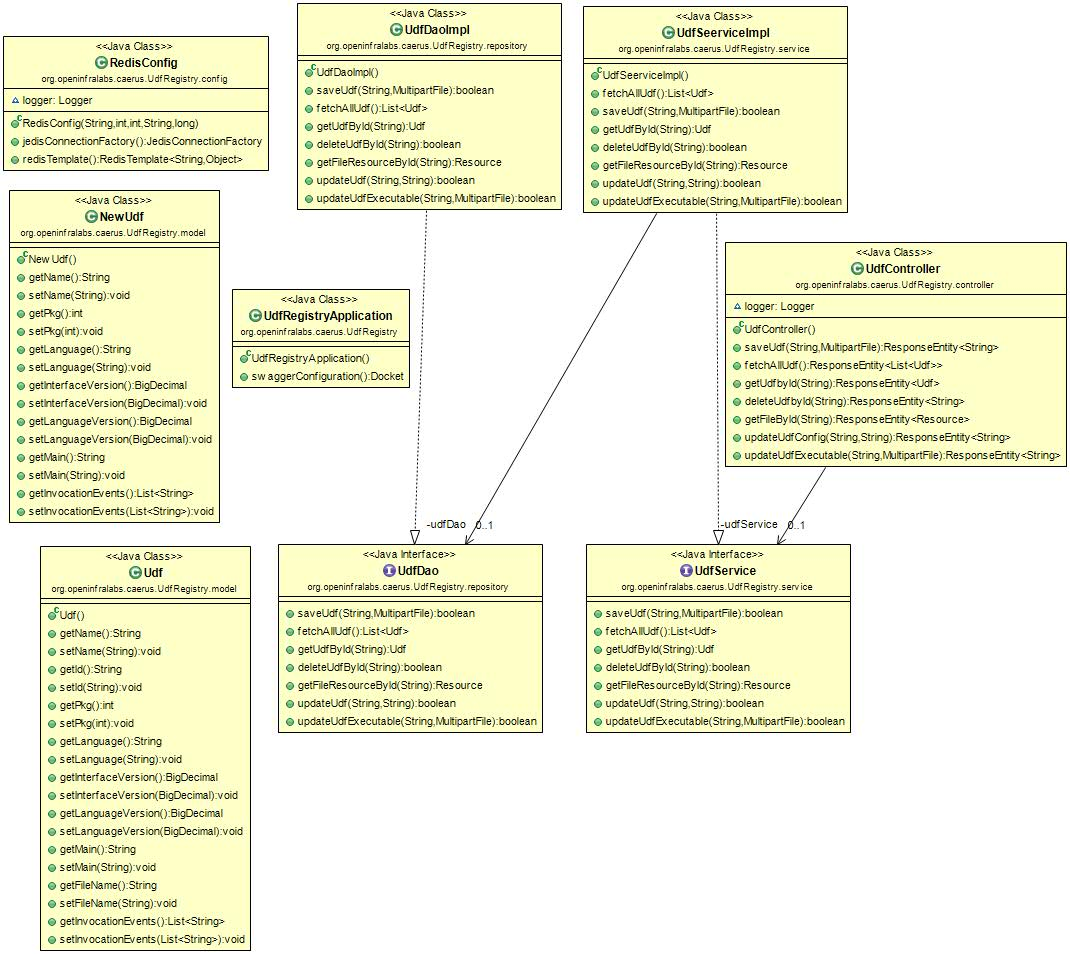 <<Java Class>>
RedisConfig
org.openinfralabs.caerus.UdfRegistry.config
logger: Logger
RedisConfig(String,int,int,String,long)
jedisConnectionFactory():JedisConnectionFactory
redisTemplate():RedisTemplate<String,Object>
<<Java Class>>
UdfDaoImpl
org.openinfralabs.caerus.UdfRegistry.repository
UdfDaoImpl()
saveUdf(String,MultipartFile):boolean
fetchAllUdf():List<Udf>
getUdfById(String):Udf
deleteUdfById(String):boolean
getFileResourceById(String):Resource
updateUdf(String,String):boolean
updateUdfExecutable(String,MultipartFile):boolean
<<Java Class>>
UdfSeerviceImpl
org.openinfralabs.caerus.UdfRegistry.service
UdfSeerviceImpl()
fetchAllUdf():List<Udf>
saveUdf(String,MultipartFile):boolean
getUdfById(String):Udf
deleteUdfById(String):boolean
getFileResourceById(String):Resource
updateUdf(String,String):boolean
updateUdfExecutable(String,MultipartFile):boolean
<<Java Class>>
NewUdf
org.openinfralabs.caerus.UdfRegistry.model
NewUdf()
getName():String
setName(String):void
getPkg():int
setPkg(int):void
getLanguage():String
setLanguage(String):void
getInterfaceVersion():BigDecimal
setInterfaceVersion(BigDecimal):void
getLanguageVersion():BigDecimal
setLanguageVersion(BigDecimal):void
getMain():String
setMain(String):void
getInvocationEvents():List<String>
setInvocationEvents(List<String>):void
<<Java Class>>
UdfRegistryApplication
org.openinfralabs.caerus.UdfRegistry
UdfRegistryApplication()
swaggerConfiguration():Docket
<<Java Class>>
UdfController
org.openinfralabs.caerus.UdfRegistry.controller
logger: Logger
UdfController()
saveUdf(String,MultipartFile):ResponseEntity<String>
fetchAllUdf():ResponseEntity<List<Udf>>
getUdfbyId(String):ResponseEntity<Udf>
deleteUdfbyId(String):ResponseEntity<String>
getFileById(String):ResponseEntity<Resource>
updateUdfConfig(String,String):ResponseEntity<String>
updateUdfExecutable(String,MultipartFile):ResponseEntity<String>
-udfDao 0..1
-udfService 0..1
<<Java Class>>
Udf
org.openinfralabs.caerus.UdfRegistry.model
Udf()
getName():String
setName(String):void
getId():String
setId(String):void
getPkg():int
setPkg(int):void
getLanguage():String
setLanguage(String):void
getInterfaceVersion():BigDecimal
setInterfaceVersion(BigDecimal):void
getLanguageVersion():BigDecimal
setLanguageVersion(BigDecimal):void
getMain():String
setMain(String):void
getFileName():String
setFileName(String):void
getInvocationEvents():List<String>
setInvocationEvents(List<String>):void
<<Java Interface>>
UdfDao
org.openinfralabs.caerus.UdfRegistry.repository
saveUdf(String,MultipartFile):boolean
fetchAllUdf():List<Udf>
getUdfById(String):Udf
deleteUdfById(String):boolean
getFileResourceById(String):Resource
updateUdf(String,String):boolean
updateUdfExecutable(String,MultipartFile):boolean
<<Java Interface>>
UdfService
org.openinfralabs.caerus.UdfRegistry.service
saveUdf(String,MultipartFile):boolean
fetchAllUdf():List<Udf>
getUdfById(String):Udf
deleteUdfById(String):boolean
getFileResourceById(String):Resource
updateUdf(String,String):boolean
updateUdfExecutable(String,MultipartFile):boolean